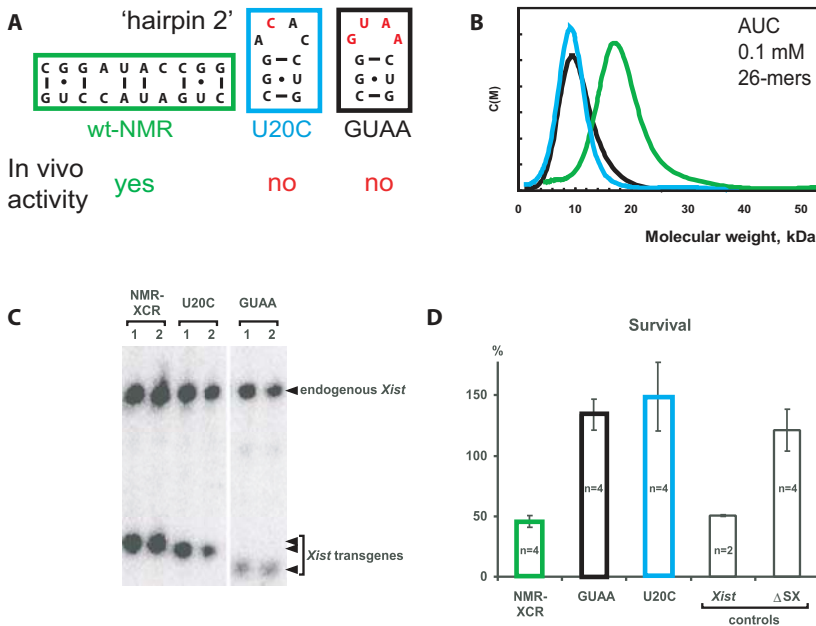 A
'hairpin 2'
C G G A U A C C G G
G U C C A U A G U C
C
A A
A C
G C
G U
C G
U A
G A
G C
G U
C G
wt-NMR
U20C
GUAA
In vivo
activity
yes
no
no
B
AUC
0.1 mM
26-mers
C(M)
0 10 20 30 40 50
Molecular weight, kDa
C
NMR-
XCR
U20C
GUAA
1 2 1 2 1 2
endogenous Xist
Xist transgenes
D
Survival
%
150
100
50
0
n=4
n=4
n=4
n=2
n=4
NMR-
XCR
GUAA
U20C
Xist
ΔSX
controls